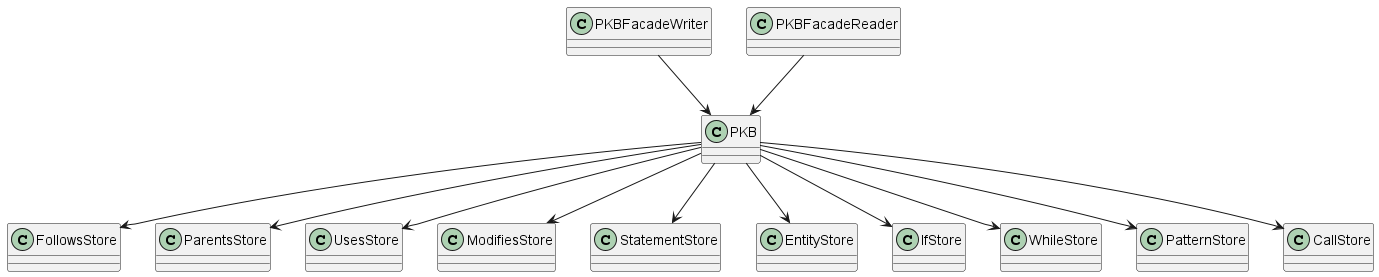 C PKBFacadeWriter
C PKBFacadeReader
C PKB
C FollowsStore
C ParentsStore
C UsesStore
C ModifiesStore
C StatementStore
C EntityStore
C IfStore
C WhileStore
C PatternStore
C CallStore